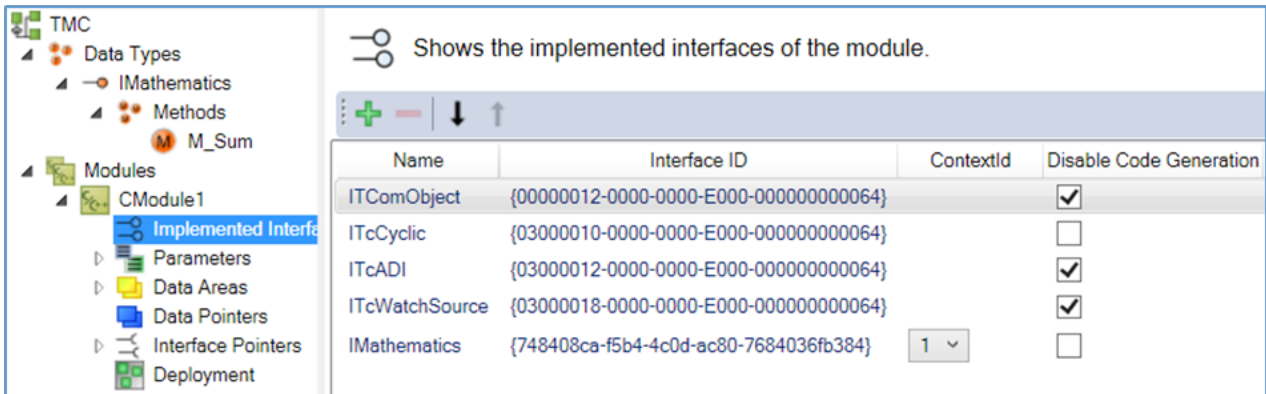 TMC
Data Types
IMathematics
Methods
M M_Sum
Modules
C++ CModule1
Implemented Interfa
Parameters
Data Areas
Data Pointers
Interface Pointers
Deployment
Shows the implemented interfaces of the module.
Name Interface ID ContextId Disable Code Generation
ITComObject {00000012-0000-0000-E000-000000000064}
ITcCyclic {03000010-0000-0000-E000-000000000064}
ITcADI {03000012-0000-0000-E000-000000000064}
ITcWatchSource {03000018-0000-0000-E000-000000000064}
IMathematics {748408ca-f5b4-4c0d-ac80-7684036fb384} 1